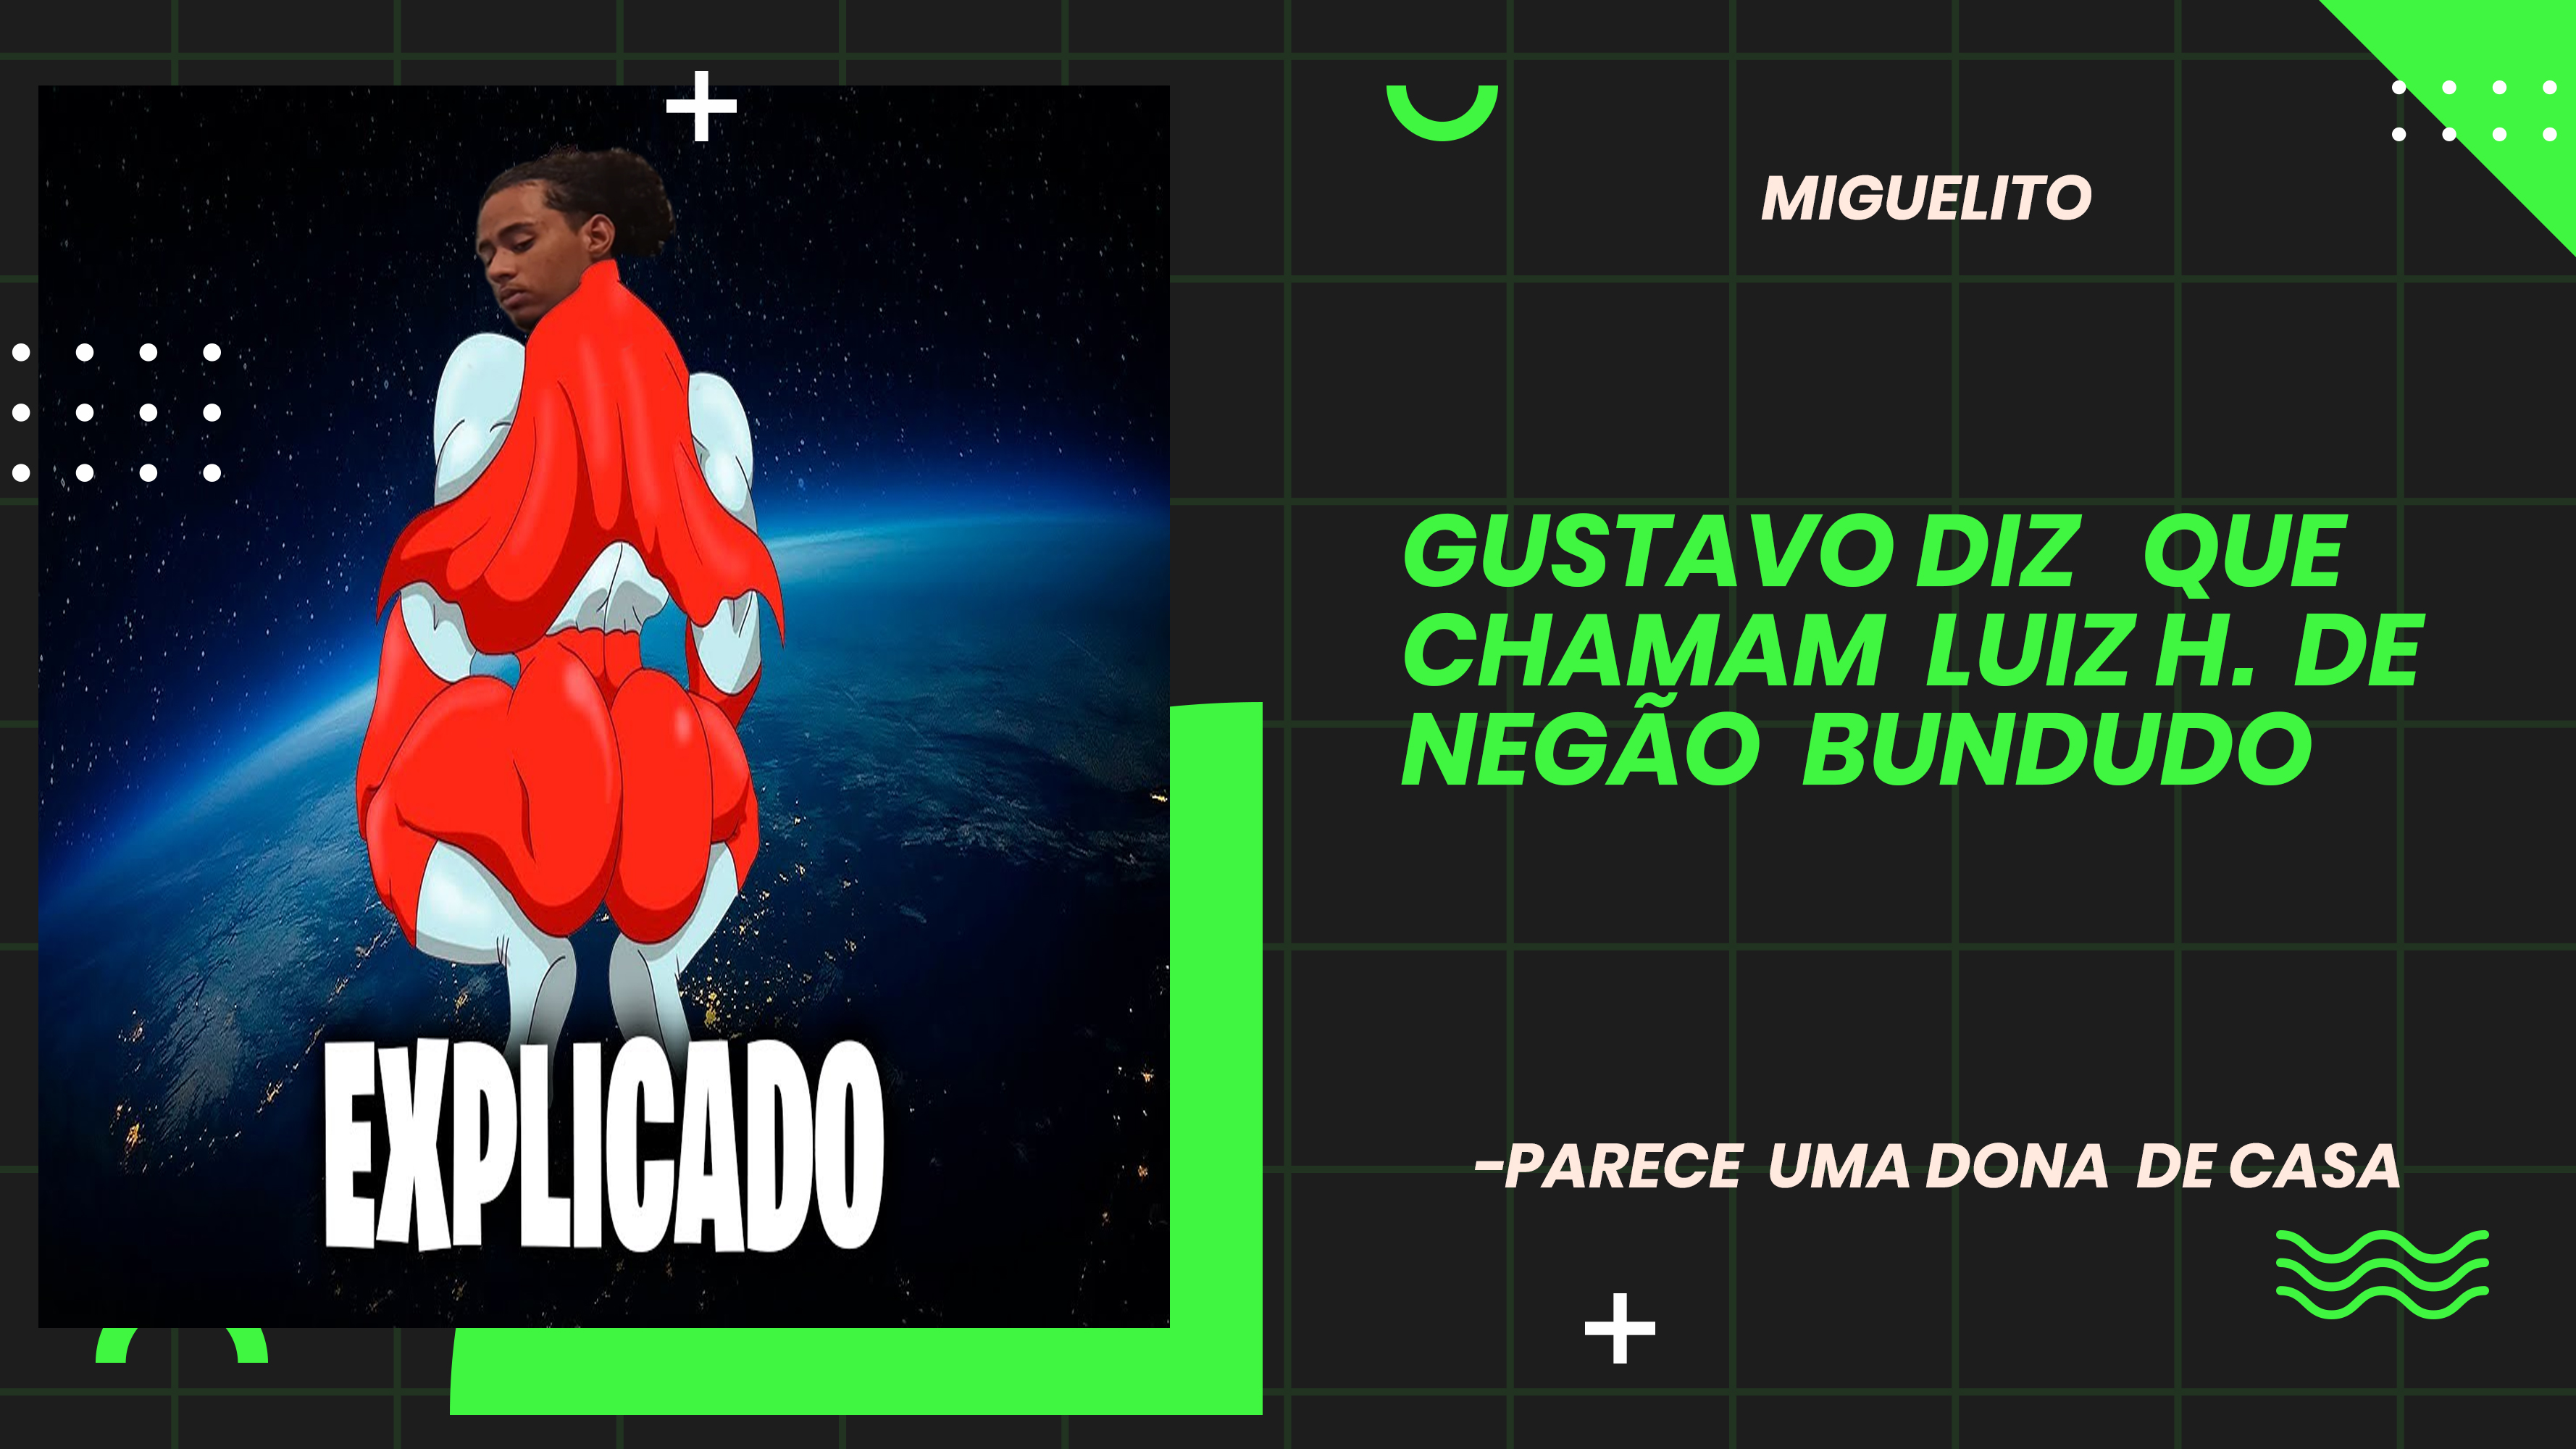 MIGUELITO
GUSTAVO DIZ QUE
CHAMAM LUIZ H. DE
NEGÃO BUNDUDO
EXPLICADO
-PARECE UMA DONA DE CASA